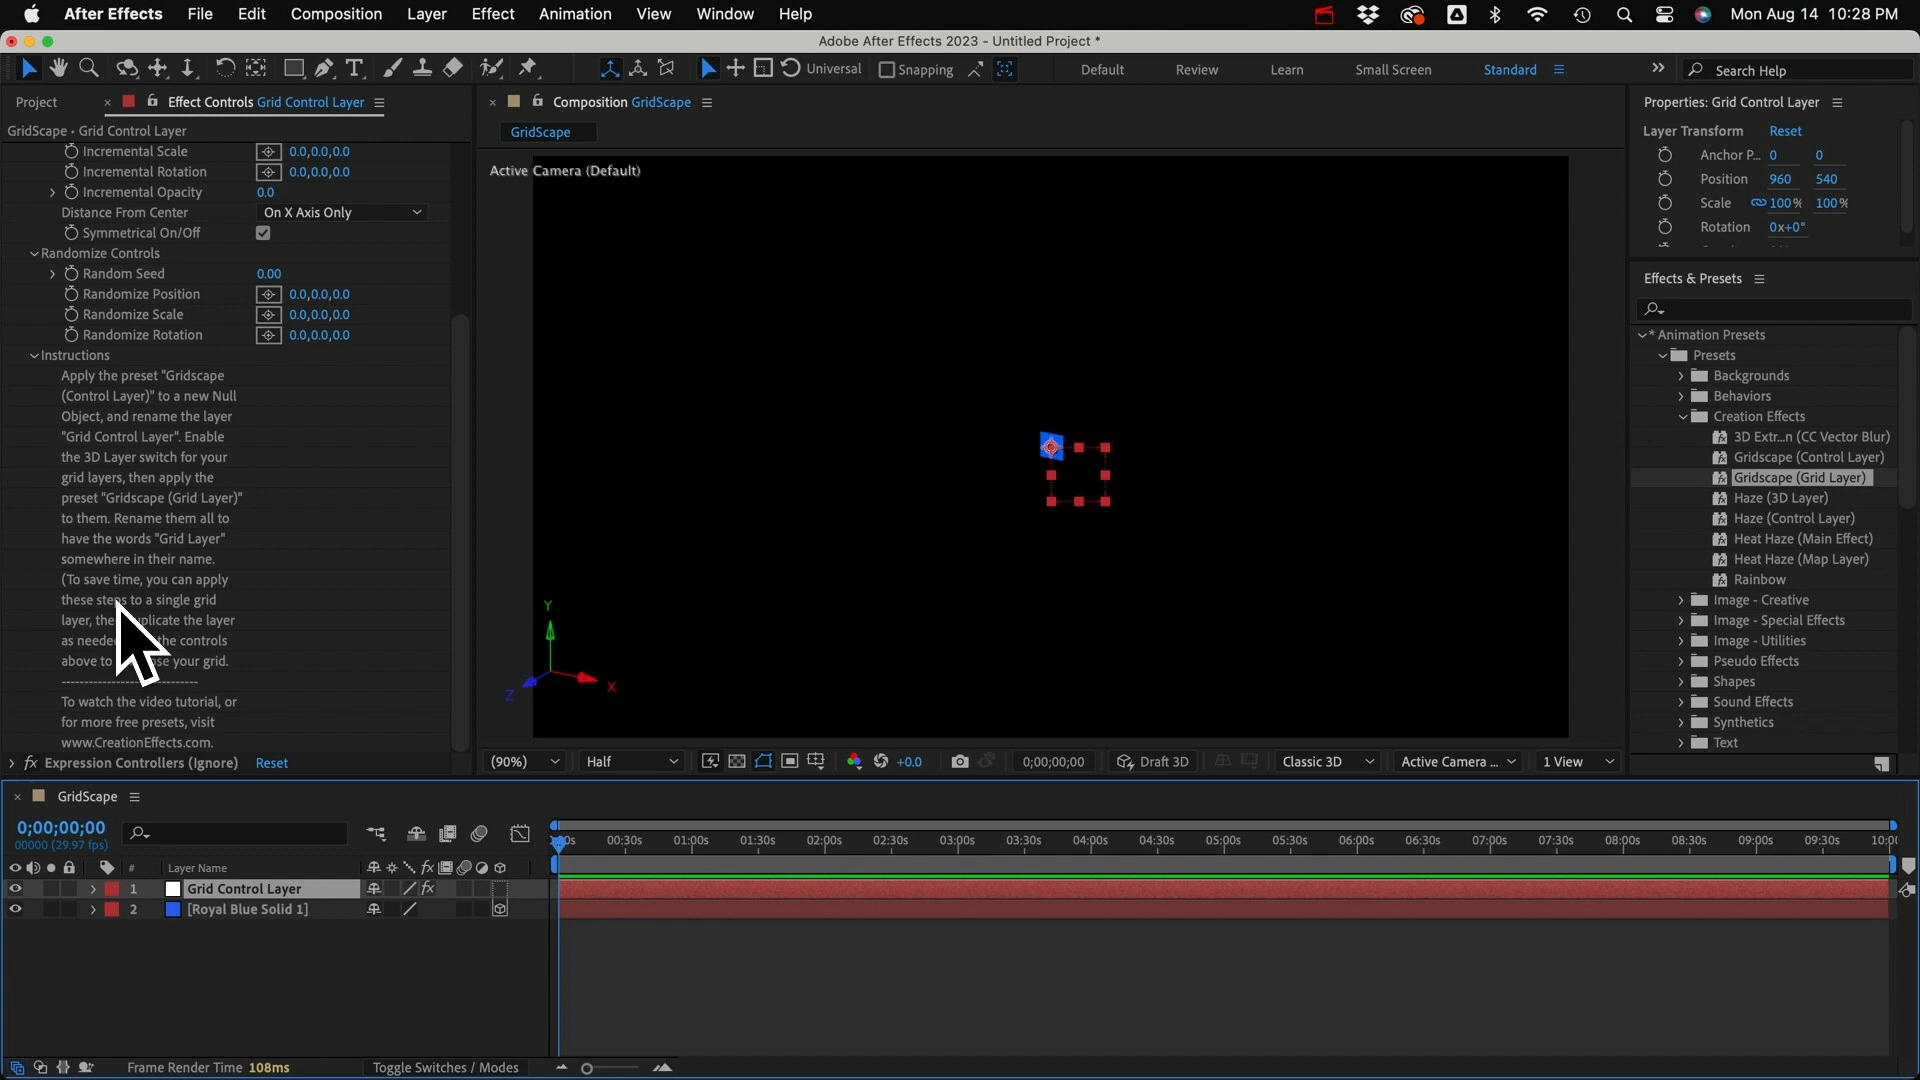 After Effects File Edit Composition Layer Effect Animation View Window Help Mon Aug 14 10:28 PM
Adobe After Effects 2023 - Untitled Project *
Universal Snapping Default Review Learn Small Screen Standard Search Help
Project Effect Controls Grid Control Layer
GridScape • Grid Control Layer
Incremental Scale 0.0,0.0,0.0
Incremental Rotation 0.0,0.0,0.0
Incremental Opacity 0.0
Distance From Center On X Axis Only
Symmetrical On/Off
Randomize Controls
Random Seed 0.00
Randomize Position 0.0,0.0,0.0
Randomize Scale 0.0,0.0,0.0
Randomize Rotation 0.0,0.0,0.0
Instructions
Apply the preset "Gridscape
(Control Layer)" to a new Null
Object, and rename the layer
"Grid Control Layer". Enable
the 3D Layer switch for your
grid layers, then apply the
preset "Gridscape (Grid Layer)"
to them. Rename them all to
have the words "Grid Layer"
somewhere in their name.
(To save time, you can apply
these steps to a single grid
layer, the uplicate the layer
as neede the controls
above to se your grid.
------------------------------
To watch the video tutorial, or
for more free presets, visit
www.CreationEffects.com.
Expression Controllers (Ignore) Reset
Composition GridScape
GridScape
Active Camera (Default)
Y
X
Z
(90%) Half +0.0 0;00;00;00 Draft 3D Classic 3D Active Camera ... 1 View
Properties: Grid Control Layer
Layer Transform Reset
Anchor P... 0 0
Position 960 540
Scale 100% 100%
Rotation 0x+0°
Effects & Presets
* Animation Presets
Presets
Backgrounds
Behaviors
Creation Effects
3D Extr...n (CC Vector Blur)
Gridscape (Control Layer)
Gridscape (Grid Layer)
Haze (3D Layer)
Haze (Control Layer)
Heat Haze (Main Effect)
Heat Haze (Map Layer)
Rainbow
Image - Creative
Image - Special Effects
Image - Utilities
Pseudo Effects
Shapes
Sound Effects
Synthetics
Text
GridScape
0;00;00;00
00000 (29.97 fps)
00s 00:30s 01:00s 01:30s 02:00s 02:30s 03:00s 03:30s 04:00s 04:30s 05:00s 05:30s 06:00s 06:30s 07:00s 07:30s 08:00s 08:30s 09:00s 09:30s 10:00
# Layer Name
1 Grid Control Layer
2 [Royal Blue Solid 1]
Frame Render Time 108ms Toggle Switches / Modes